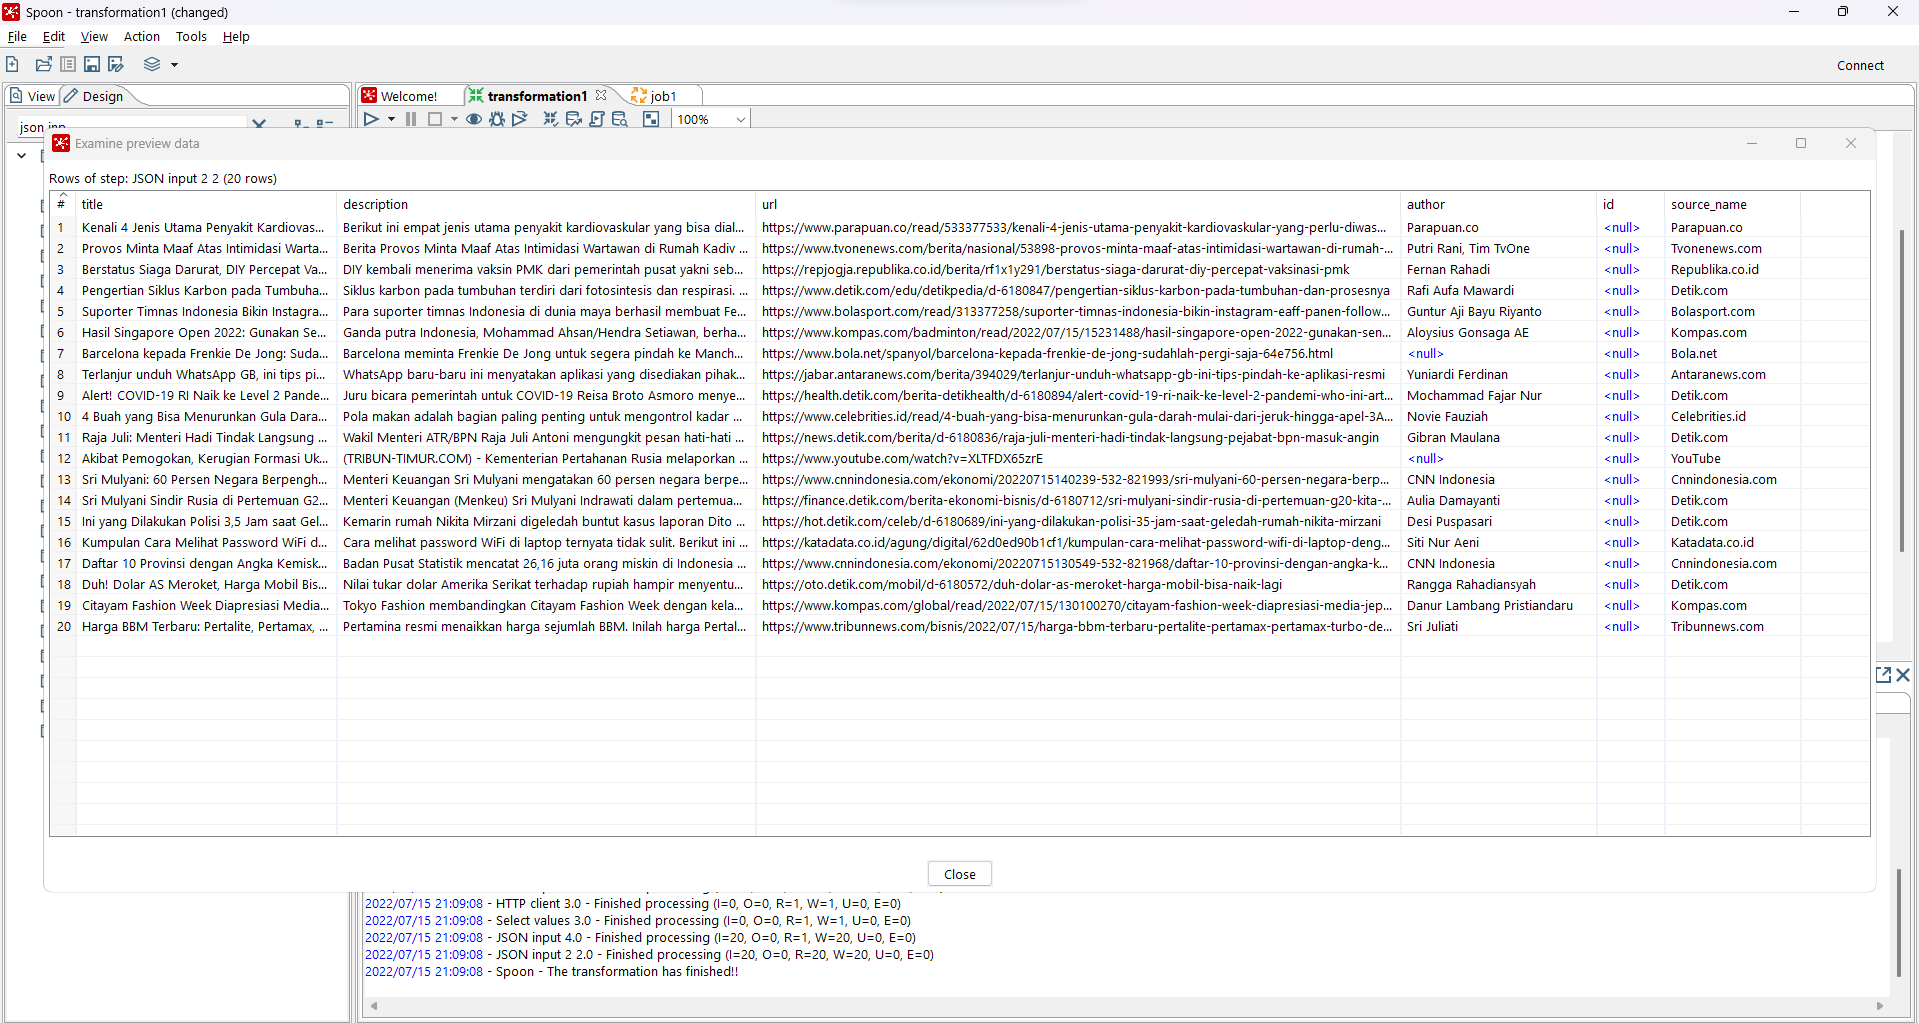 Spoon - transformation1 (changed)
File Edit View Action Tools Help
Connect
View Design
Welcome! transformation1 job1
100%
Examine preview data
Rows of step: JSON input 2 2 (20 rows)
# title description url author id source_name
1 Kenali 4 Jenis Utama Penyakit Kardiovas... Berikut ini empat jenis utama penyakit kardiovaskular yang bisa dial... https://www.parapuan.co/read/533377533/kenali-4-jenis-utama-penyakit-kardiovaskular-yang-perlu-diwas... Parapuan.co <null> Parapuan.co
2 Provos Minta Maaf Atas Intimidasi Warta... Berita Provos Minta Maaf Atas Intimidasi Wartawan di Rumah Kadiv ... https://www.tvonenews.com/berita/nasional/53898-provos-minta-maaf-atas-intimidasi-wartawan-di-rumah-... Putri Rani, Tim TvOne <null> Tvonenews.com
3 Berstatus Siaga Darurat, DIY Percepat Va... DIY kembali menerima vaksin PMK dari pemerintah pusat yakni seb... https://repjogja.republika.co.id/berita/rf1x1y291/berstatus-siaga-darurat-diy-percepat-vaksinasi-pmk Fernan Rahadi <null> Republika.co.id
4 Pengertian Siklus Karbon pada Tumbuha... Siklus karbon pada tumbuhan terdiri dari fotosintesis dan respirasi. ... https://www.detik.com/edu/detikpedia/d-6180847/pengertian-siklus-karbon-pada-tumbuhan-dan-prosesnya Rafi Aufa Mawardi <null> Detik.com
5 Suporter Timnas Indonesia Bikin Instagra... Para suporter timnas Indonesia di dunia maya berhasil membuat Fe... https://www.bolasport.com/read/313377258/suporter-timnas-indonesia-bikin-instagram-eaff-panen-follow... Guntur Aji Bayu Riyanto <null> Bolasport.com
6 Hasil Singapore Open 2022: Gunakan Se... Ganda putra Indonesia, Mohammad Ahsan/Hendra Setiawan, berha... https://www.kompas.com/badminton/read/2022/07/15/15231488/hasil-singapore-open-2022-gunakan-sen... Aloysius Gonsaga AE <null> Kompas.com
7 Barcelona kepada Frenkie De Jong: Suda... Barcelona meminta Frenkie De Jong untuk segera pindah ke Manch... https://www.bola.net/spanyol/barcelona-kepada-frenkie-de-jong-sudahlah-pergi-saja-64e756.html <null> <null> Bola.net
8 Terlanjur unduh WhatsApp GB, ini tips pi... WhatsApp baru-baru ini menyatakan aplikasi yang disediakan pihak... https://jabar.antaranews.com/berita/394029/terlanjur-unduh-whatsapp-gb-ini-tips-pindah-ke-aplikasi-resmi Yuniardi Ferdinan <null> Antaranews.com
9 Alert! COVID-19 RI Naik ke Level 2 Pande... Juru bicara pemerintah untuk COVID-19 Reisa Broto Asmoro menye... https://health.detik.com/berita-detikhealth/d-6180894/alert-covid-19-ri-naik-ke-level-2-pandemi-who-ini-art... Mochammad Fajar Nur <null> Detik.com
10 4 Buah yang Bisa Menurunkan Gula Dara... Pola makan adalah bagian paling penting untuk mengontrol kadar ... https://www.celebrities.id/read/4-buah-yang-bisa-menurunkan-gula-darah-mulai-dari-jeruk-hingga-apel-3A... Novie Fauziah <null> Celebrities.id
11 Raja Juli: Menteri Hadi Tindak Langsung ... Wakil Menteri ATR/BPN Raja Juli Antoni mengungkit pesan hati-hati ... https://news.detik.com/berita/d-6180836/raja-juli-menteri-hadi-tindak-langsung-pejabat-bpn-masuk-angin Gibran Maulana <null> Detik.com
12 Akibat Pemogokan, Kerugian Formasi Uk... (TRIBUN-TIMUR.COM) - Kementerian Pertahanan Rusia melaporkan ... https://www.youtube.com/watch?v=XLTFDX65zrE <null> <null> YouTube
13 Sri Mulyani: 60 Persen Negara Berpengh... Menteri Keuangan Sri Mulyani mengatakan 60 persen negara berpe... https://www.cnnindonesia.com/ekonomi/20220715140239-532-821993/sri-mulyani-60-persen-negara-berp... CNN Indonesia <null> Cnnindonesia.com
14 Sri Mulyani Sindir Rusia di Pertemuan G2... Menteri Keuangan (Menkeu) Sri Mulyani Indrawati dalam pertemua... https://finance.detik.com/berita-ekonomi-bisnis/d-6180712/sri-mulyani-sindir-rusia-di-pertemuan-g20-kita-... Aulia Damayanti <null> Detik.com
15 Ini yang Dilakukan Polisi 3,5 Jam saat Gel... Kemarin rumah Nikita Mirzani digeledah buntut kasus laporan Dito ... https://hot.detik.com/celeb/d-6180689/ini-yang-dilakukan-polisi-35-jam-saat-geledah-rumah-nikita-mirzani Desi Puspasari <null> Detik.com
16 Kumpulan Cara Melihat Password WiFi d... Cara melihat password WiFi di laptop ternyata tidak sulit. Berikut ini ... https://katadata.co.id/agung/digital/62d0ed90b1cf1/kumpulan-cara-melihat-password-wifi-di-laptop-deng... Siti Nur Aeni <null> Katadata.co.id
17 Daftar 10 Provinsi dengan Angka Kemisk... Badan Pusat Statistik mencatat 26,16 juta orang miskin di Indonesia ... https://www.cnnindonesia.com/ekonomi/20220715130549-532-821968/daftar-10-provinsi-dengan-angka-k... CNN Indonesia <null> Cnnindonesia.com
18 Duh! Dolar AS Meroket, Harga Mobil Bis... Nilai tukar dolar Amerika Serikat terhadap rupiah hampir menyentu... https://oto.detik.com/mobil/d-6180572/duh-dolar-as-meroket-harga-mobil-bisa-naik-lagi Rangga Rahadiansyah <null> Detik.com
19 Citayam Fashion Week Diapresiasi Media... Tokyo Fashion membandingkan Citayam Fashion Week dengan kela... https://www.kompas.com/global/read/2022/07/15/130100270/citayam-fashion-week-diapresiasi-media-jep... Danur Lambang Pristiandaru <null> Kompas.com
20 Harga BBM Terbaru: Pertalite, Pertamax, ... Pertamina resmi menaikkan harga sejumlah BBM. Inilah harga Pertal... https://www.tribunnews.com/bisnis/2022/07/15/harga-bbm-terbaru-pertalite-pertamax-pertamax-turbo-de... Sri Juliati <null> Tribunnews.com
Close
2022/07/15 21:09:08 - HTTP client 3.0 - Finished processing (I=0, O=0, R=1, W=1, U=0, E=0)
2022/07/15 21:09:08 - Select values 3.0 - Finished processing (I=0, O=0, R=1, W=1, U=0, E=0)
2022/07/15 21:09:08 - JSON input 4.0 - Finished processing (I=20, O=0, R=1, W=20, U=0, E=0)
2022/07/15 21:09:08 - JSON input 2 2.0 - Finished processing (I=20, O=0, R=20, W=20, U=0, E=0)
2022/07/15 21:09:08 - Spoon - The transformation has finished!!